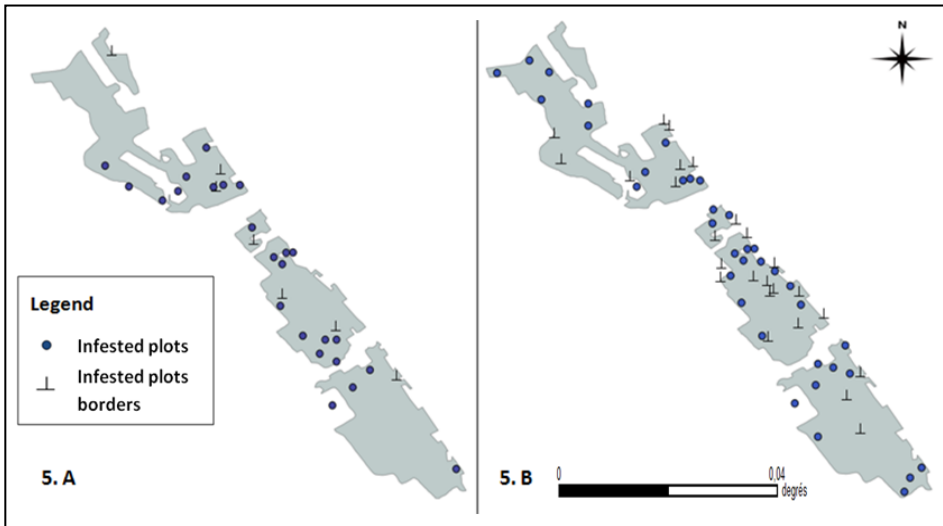 N
Legend
Infested plots
Infested plots
borders
5. A
5. B
0
0,04
degrés